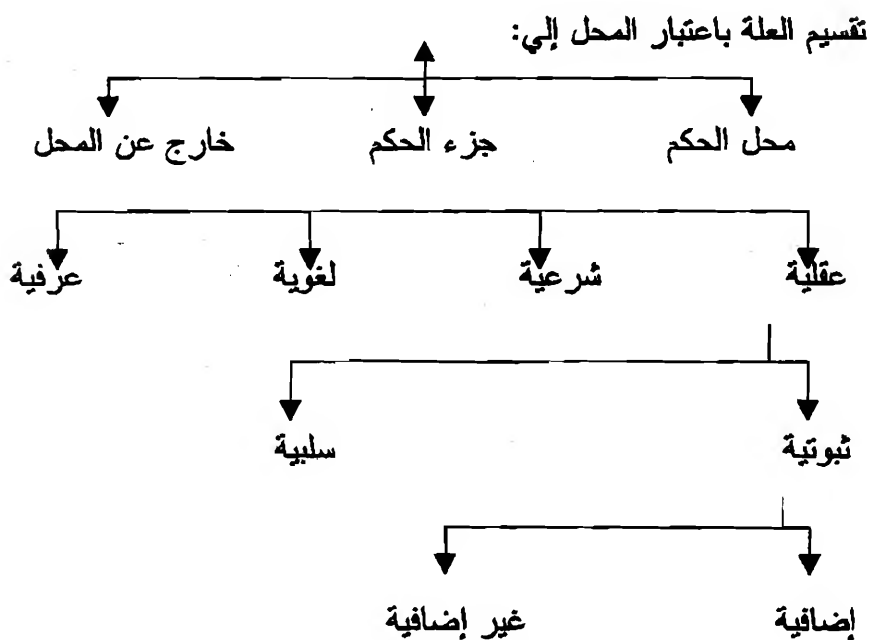 تقسيم العلة باعتبار المحل إلي:
محل الحكم جزء الحكم خارج عن المحل
عقلية شرعية لغوية عرفية
ثبوتية سلبية
إضافية غير إضافية